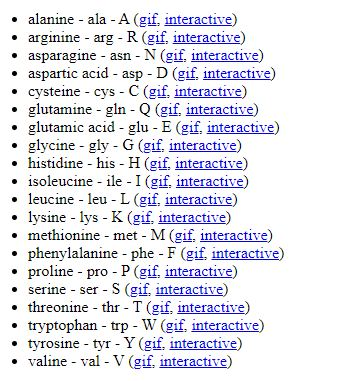 • alanine - ala - A (gif, interactive)
• arginine - arg - R (gif, interactive)
• asparagine - asn - N (gif, interactive)
• aspartic acid - asp - D (gif, interactive)
• cysteine - cys - C (gif, interactive)
• glutamine - gln - Q (gif, interactive)
• glutamic acid - glu - E (gif, interactive)
• glycine - gly - G (gif, interactive)
• histidine - his - H (gif, interactive)
• isoleucine - ile - I (gif, interactive)
• leucine - leu - L (gif, interactive)
• lysine - lys - K (gif, interactive)
• methionine - met - M (gif, interactive)
• phenylalanine - phe - F (gif, interactive)
• proline - pro - P (gif, interactive)
• serine - ser - S (gif, interactive)
• threonine - thr - T (gif, interactive)
• tryptophan - trp - W (gif, interactive)
• tyrosine - tyr - Y (gif, interactive)
• valine - val - V (gif, interactive)